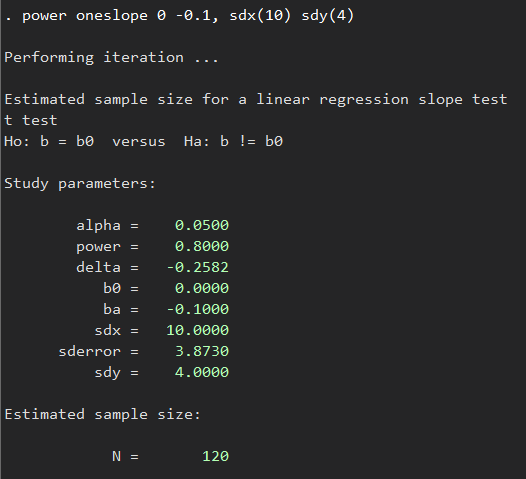 . power oneslope 0 -0.1, sdx(10) sdy(4)
Performing iteration ...
Estimated sample size for a linear regression slope test
t test
Ho: b = b0  versus  Ha: b != b0
Study parameters:
alpha =    0.0500
power =    0.8000
delta =   -0.2582
b0 =    0.0000
ba =   -0.1000
sdx =   10.0000
sderror =    3.8730
sdy =    4.0000
Estimated sample size:
N =       120